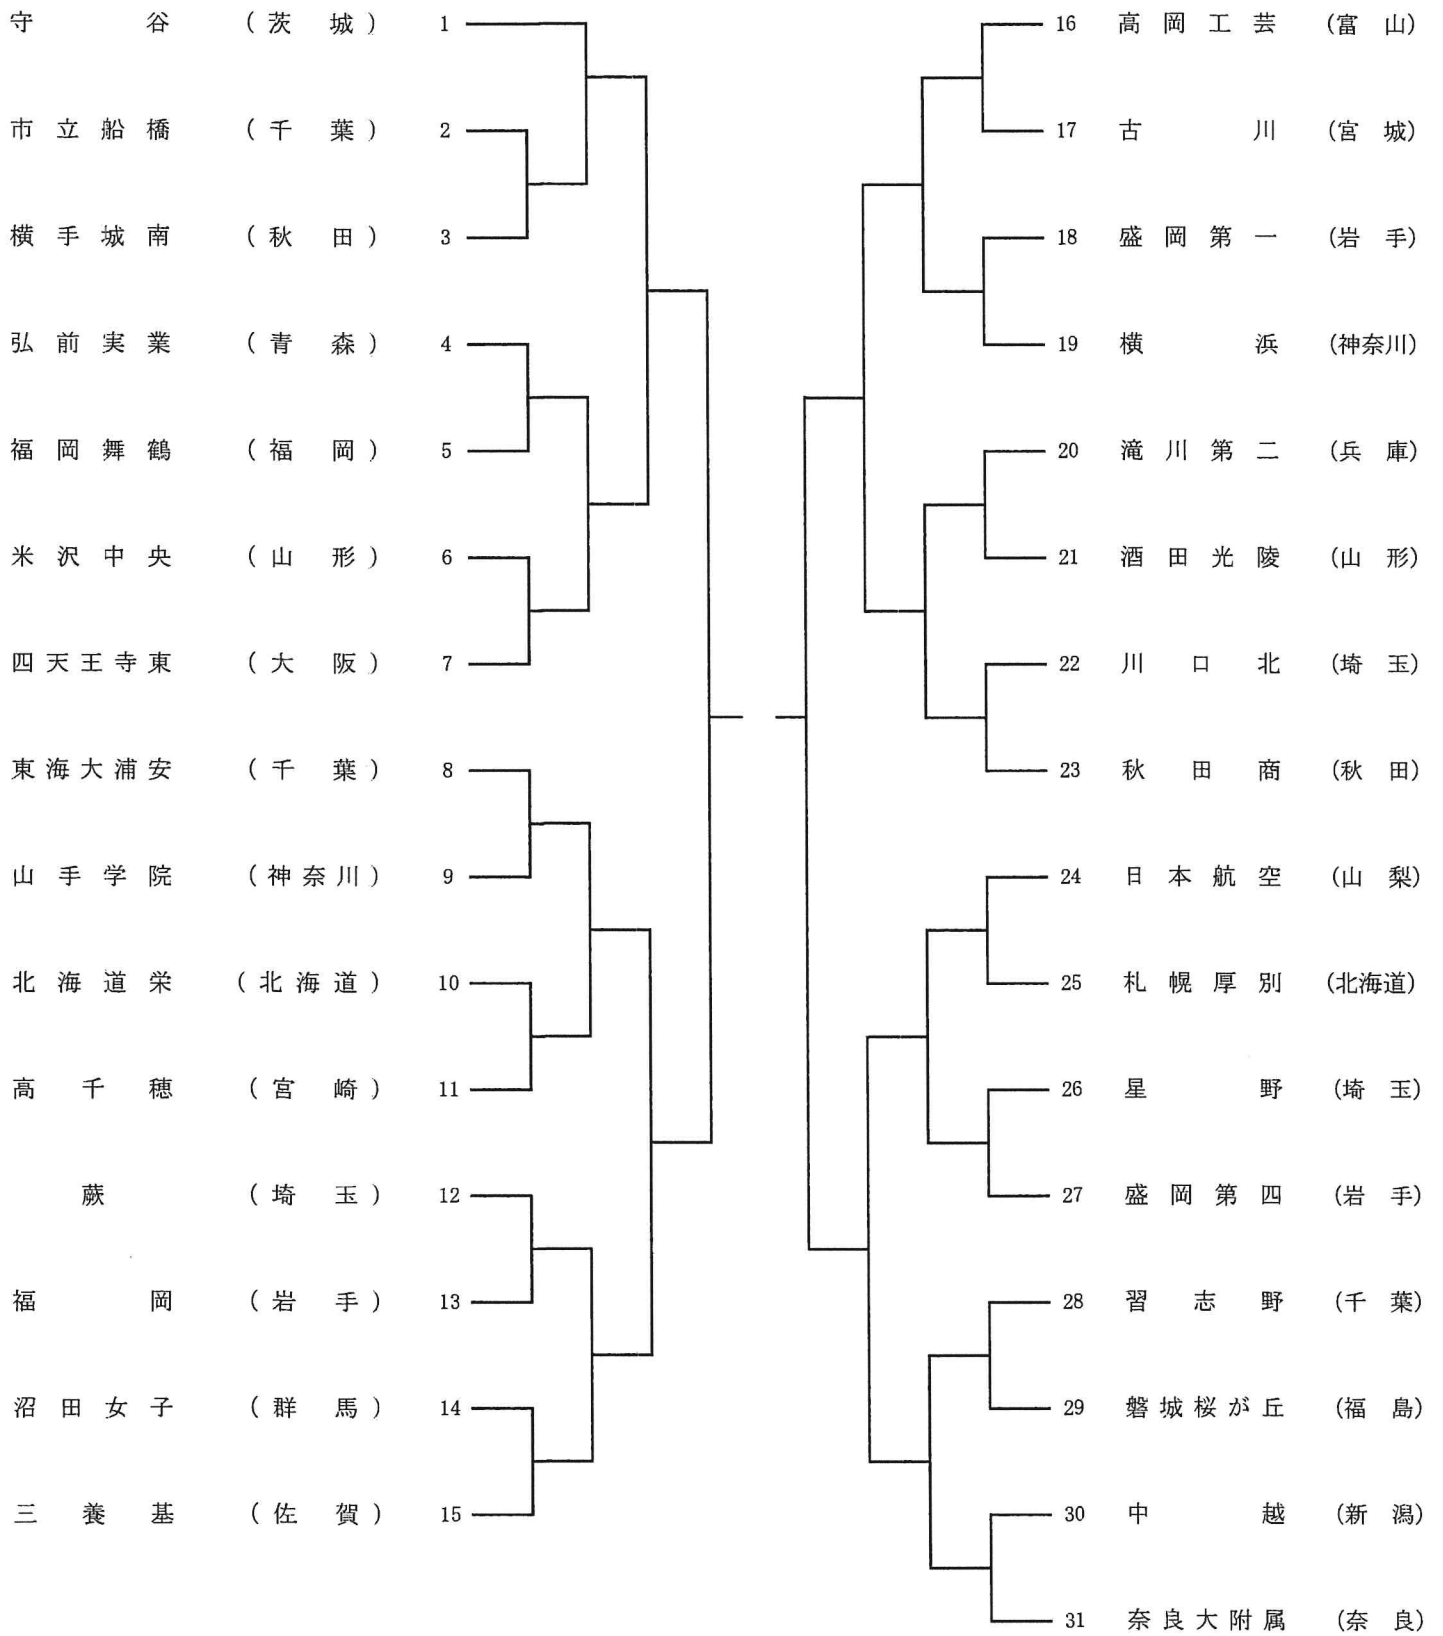 守谷 (茨城) 1
市立船橋 (千葉) 2
横手城南 (秋田) 3
弘前実業 (青森) 4
福岡舞鶴 (福岡) 5
米沢中央 (山形) 6
四天王寺東 (大阪) 7
東海大浦安 (千葉) 8
山手学院 (神奈川) 9
北海道栄 (北海道) 10
高千穂 (宮崎) 11
蕨 (埼玉) 12
福岡 (岩手) 13
沼田女子 (群馬) 14
三養基 (佐賀) 15
16 高岡工芸 (富山)
17 古川 (宮城)
18 盛岡第一 (岩手)
19 横浜 (神奈川)
20 滝川第二 (兵庫)
21 酒田光陵 (山形)
22 川口北 (埼玉)
23 秋田商 (秋田)
24 日本航空 (山梨)
25 札幌厚別 (北海道)
26 星野 (埼玉)
27 盛岡第四 (岩手)
28 習志野 (千葉)
29 磐城桜が丘 (福島)
30 中越 (新潟)
31 奈良大附属 (奈良)